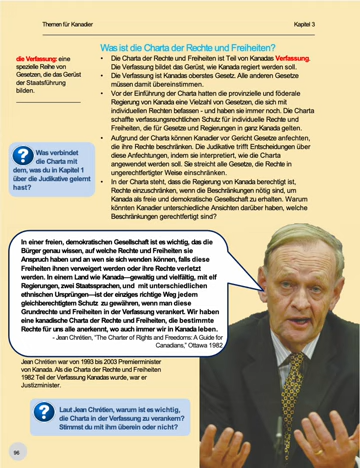 Themen für Kanadier
Kapitel 3
Was ist die Charta der Rechte und Freiheiten?
die Verfassung: eine
spezielle Reihe von
Gesetzen, die das Gerüst
der Staatsführung
bilden.
• Die Charta der Rechte und Freiheiten ist Teil von Kanadas Verfassung.
Die Verfassung bildet das Gerüst, wie Kanada regiert werden soll.
• Die Verfassung ist Kanadas oberstes Gesetz. Alle anderen Gesetze
müssen damit übereinstimmen.
• Vor der Einführung der Charta hatten die provinzielle und föderale
Regierung von Kanada eine Vielzahl von Gesetzen, die sich mit
individuellen Rechten befassen - und haben sie immer noch. Die Charta
schaffte verfassungsrechtlichen Schutz für individuelle Rechte und
Freiheiten, die für Gesetze und Regierungen in ganz Kanada gelten.
• Aufgrund der Charta können Kanadier vor Gericht Gesetze anfechten,
die ihre Rechte beschränken. Die Judikative trifft Entscheidungen über
diese Anfechtungen, indem sie interpretiert, wie die Charta
angewendet werden soll. Sie streicht alle Gesetze, die Rechte in
ungerechtfertigter Weise einschränken.
• In der Charta steht, dass die Regierung von Kanada berechtigt ist,
Rechte einzuschränken, wenn die Beschränkungen nötig sind, um
Kanada als freie und demokratische Gesellschaft zu erhalten. Warum
könnten Kanadier unterschiedliche Ansichten darüber haben, welche
Beschränkungen gerechtfertigt sind?
? Was verbindet
die Charta mit
dem, was du in Kapitel 1
über die Judikative gelernt
hast?
In einer freien, demokratischen Gesellschaft ist es wichtig, das die
Bürger genau wissen, auf welche Rechte und Freiheiten sie
Anspruch haben und an wen sie sich wenden können, falls diese
Freiheiten ihnen verweigert werden oder ihre Rechte verletzt
werden. In einem Land wie Kanada—gewaltig und vielfältig, mit elf
Regierungen, zwei Staatssprachen, und mit unterschiedlichen
ethnischen Ursprüngen—ist der einziges richtige Weg jedem
gleichberechtigtem Schutz zu gewähren, wenn man diese
Grundrechte und Freiheiten in der Verfassung verankert. Wir haben
eine kanadische Charta der Rechte und Freiheiten, die bestimmte
Rechte für uns alle anerkennt, wo auch immer wir in Kanada leben.
- Jean Chrétien, "The Charter of Rights and Freedoms: A Guide for
Canadians," Ottawa 1982
Jean Chrétien war von 1993 bis 2003 Premierminister
von Kanada. Als die Charta der Rechte und Freiheiten
1982 Teil der Verfassung Kanadas wurde, war er
Justizminister.
? Laut Jean Chrétien, warum ist es wichtig,
die Charta in der Verfassung zu verankern?
Stimmst du mit ihm überein oder nicht?
96